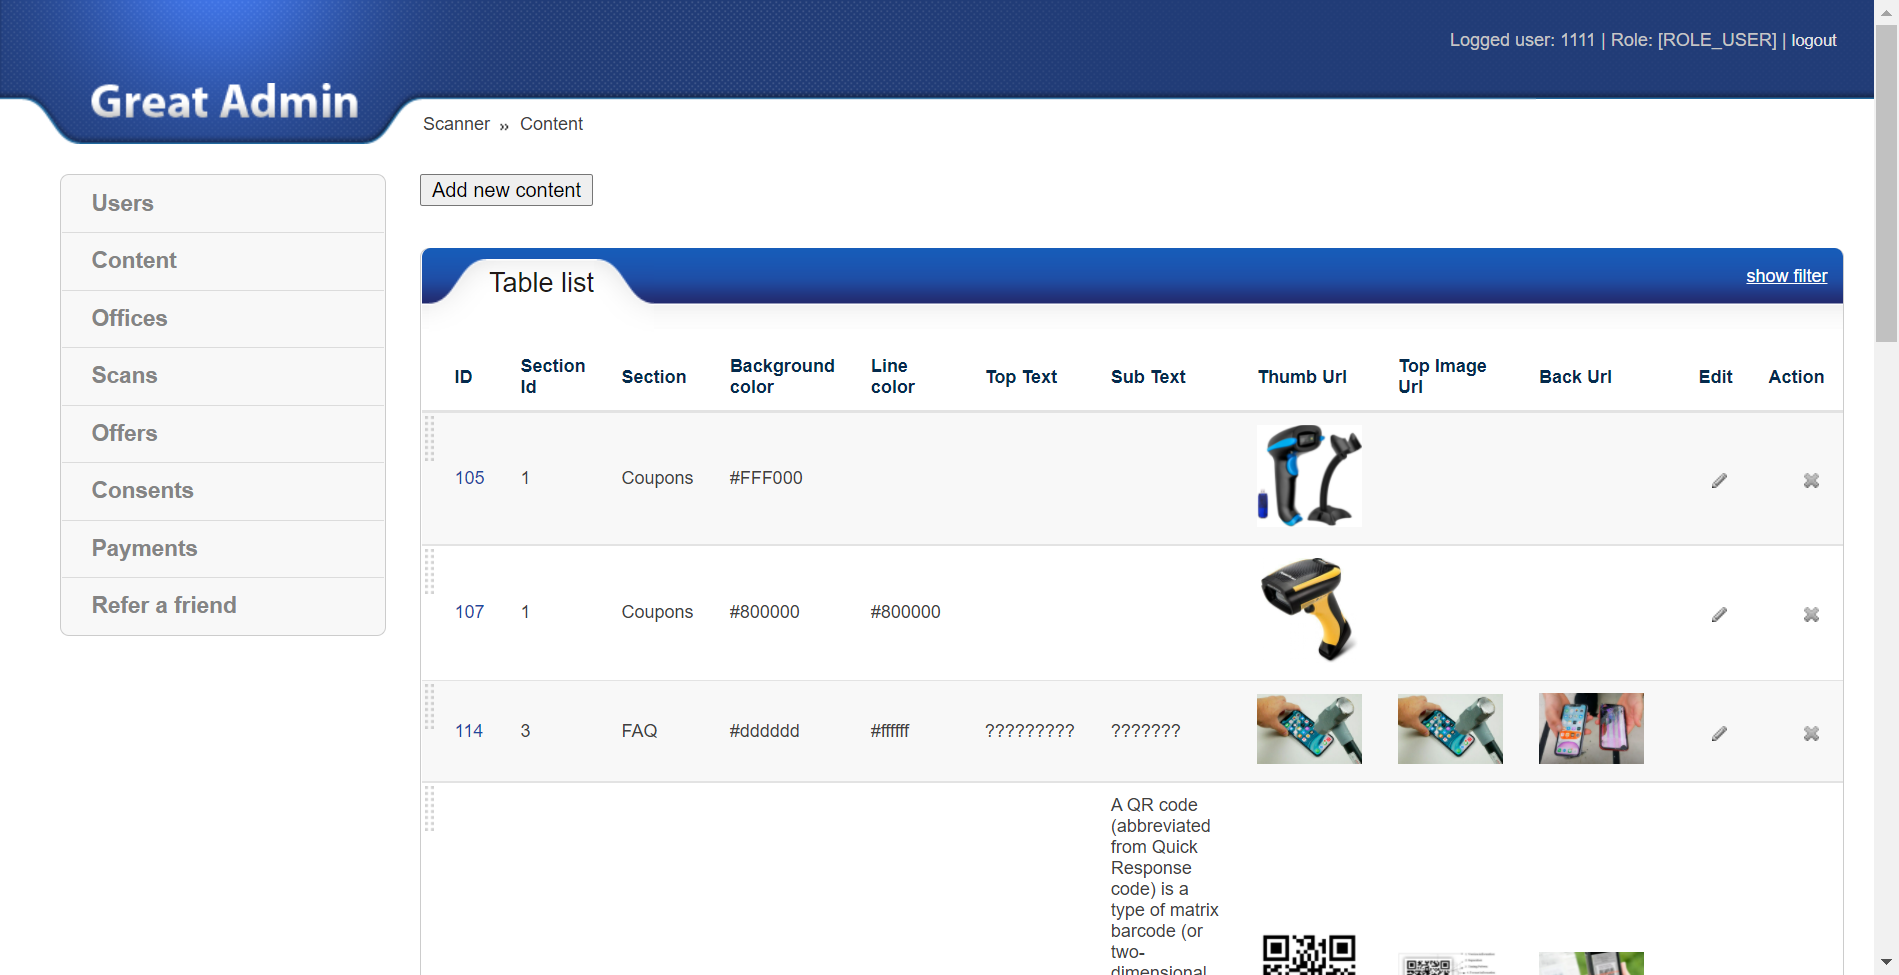 Logged user: 1111 | Role: [ROLE_USER] | logout
Great Admin
Scanner » Content
Add new content
Users
Content
Offices
Scans
Offers
Consents
Payments
Refer a friend
Table list
show filter
ID Section Id Section Background color Line color Top Text Sub Text Thumb Url Top Image Url Back Url Edit Action
105 1 Coupons #FFF000
107 1 Coupons #800000 #800000
114 3 FAQ #dddddd #ffffff ????????? ???????
A QR code
(abbreviated
from Quick
Response
code) is a
type of matrix
barcode (or
two-
dimensional